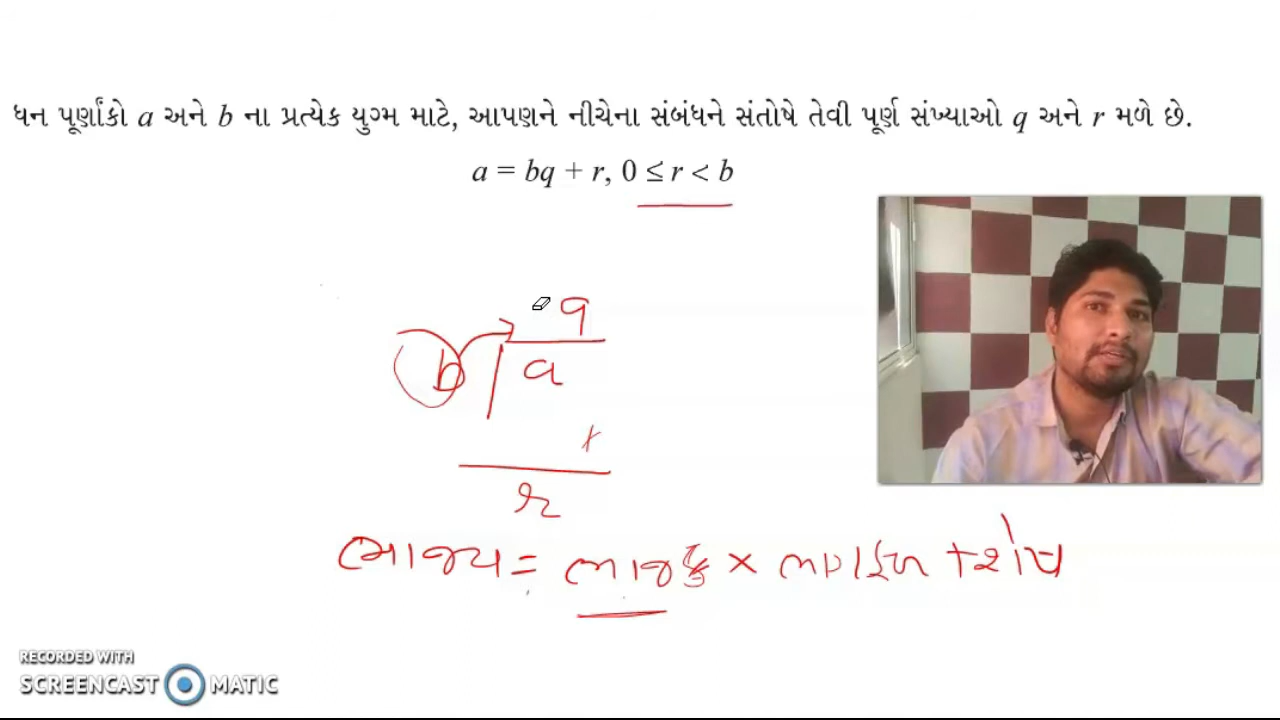 ધન પૂર્ણાંકો a અને b ના પ્રત્યેક યુગ્મ માટે, આપણને નીચેના સંબંધને સંતોષે તેવી પૂર્ણ સંખ્યાઓ q અને r મળે છે.
a = bq + r, 0 ≤ r < b
q
b a
r
ભાજ્ય = ભાજક × ભાગફળ + શેષ
RECORDED WITH
SCREENCAST MATIC